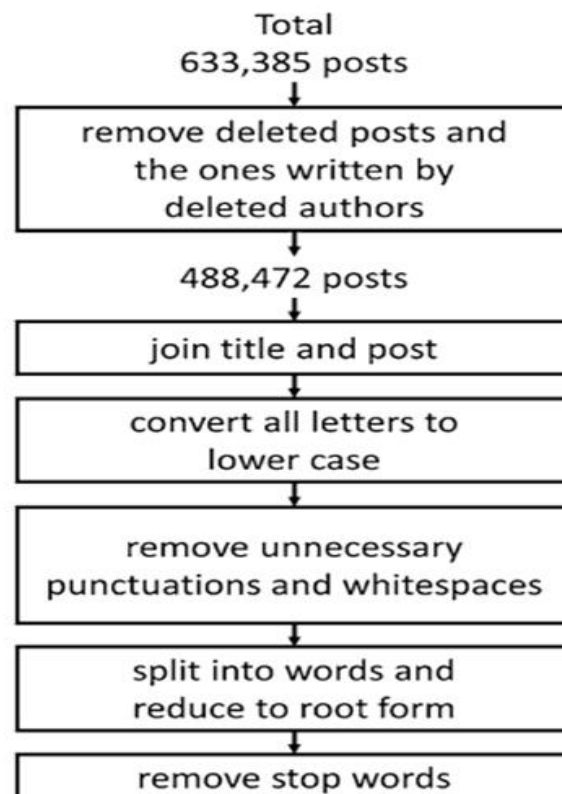 Total
633,385 posts
remove deleted posts and
the ones written by
deleted authors
488,472 posts
join title and post
convert all letters to
lower case
remove unnecessary
punctuations and whitespaces
split into words and
reduce to root form
remove stop words